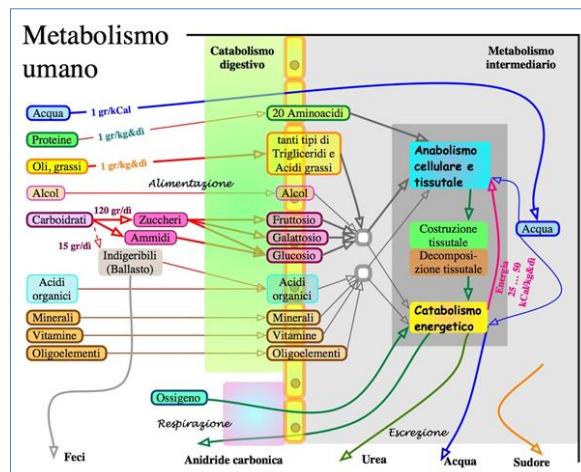 Metabolismo
umano
Catabolismo
digestivo
Metabolismo
intermediario
Acqua
1 gr/kCal
Proteine
1 gr/kg&dì
20 Aminoacidi
Oli, grassi
1 gr/kg&dì
tanti tipi di
Trigliceridi e
Acidi grassi
Anabolismo
cellulare e
tissutale
Alimentazione
Alcol
Alcol
Carboidrati
120 gr/dì
Zuccheri
Fruttosio
Ammidi
Galattosio
15 gr/dì
Glucosio
Indigeribili
(Ballasto)
Costruzione
tissutale
Decompos-
izione tissutale
Acqua
Energia
25 ... 50
kCal/kg&dì
Acidi
organici
Acidi
organici
Minerali
Minerali
Vitamine
Vitamine
Oligoelementi
Oligoelementi
Catabolismo
energetico
Ossigeno
Respirazione
Escrezione
Feci
Anidride carbonica
Urea
Acqua
Sudore